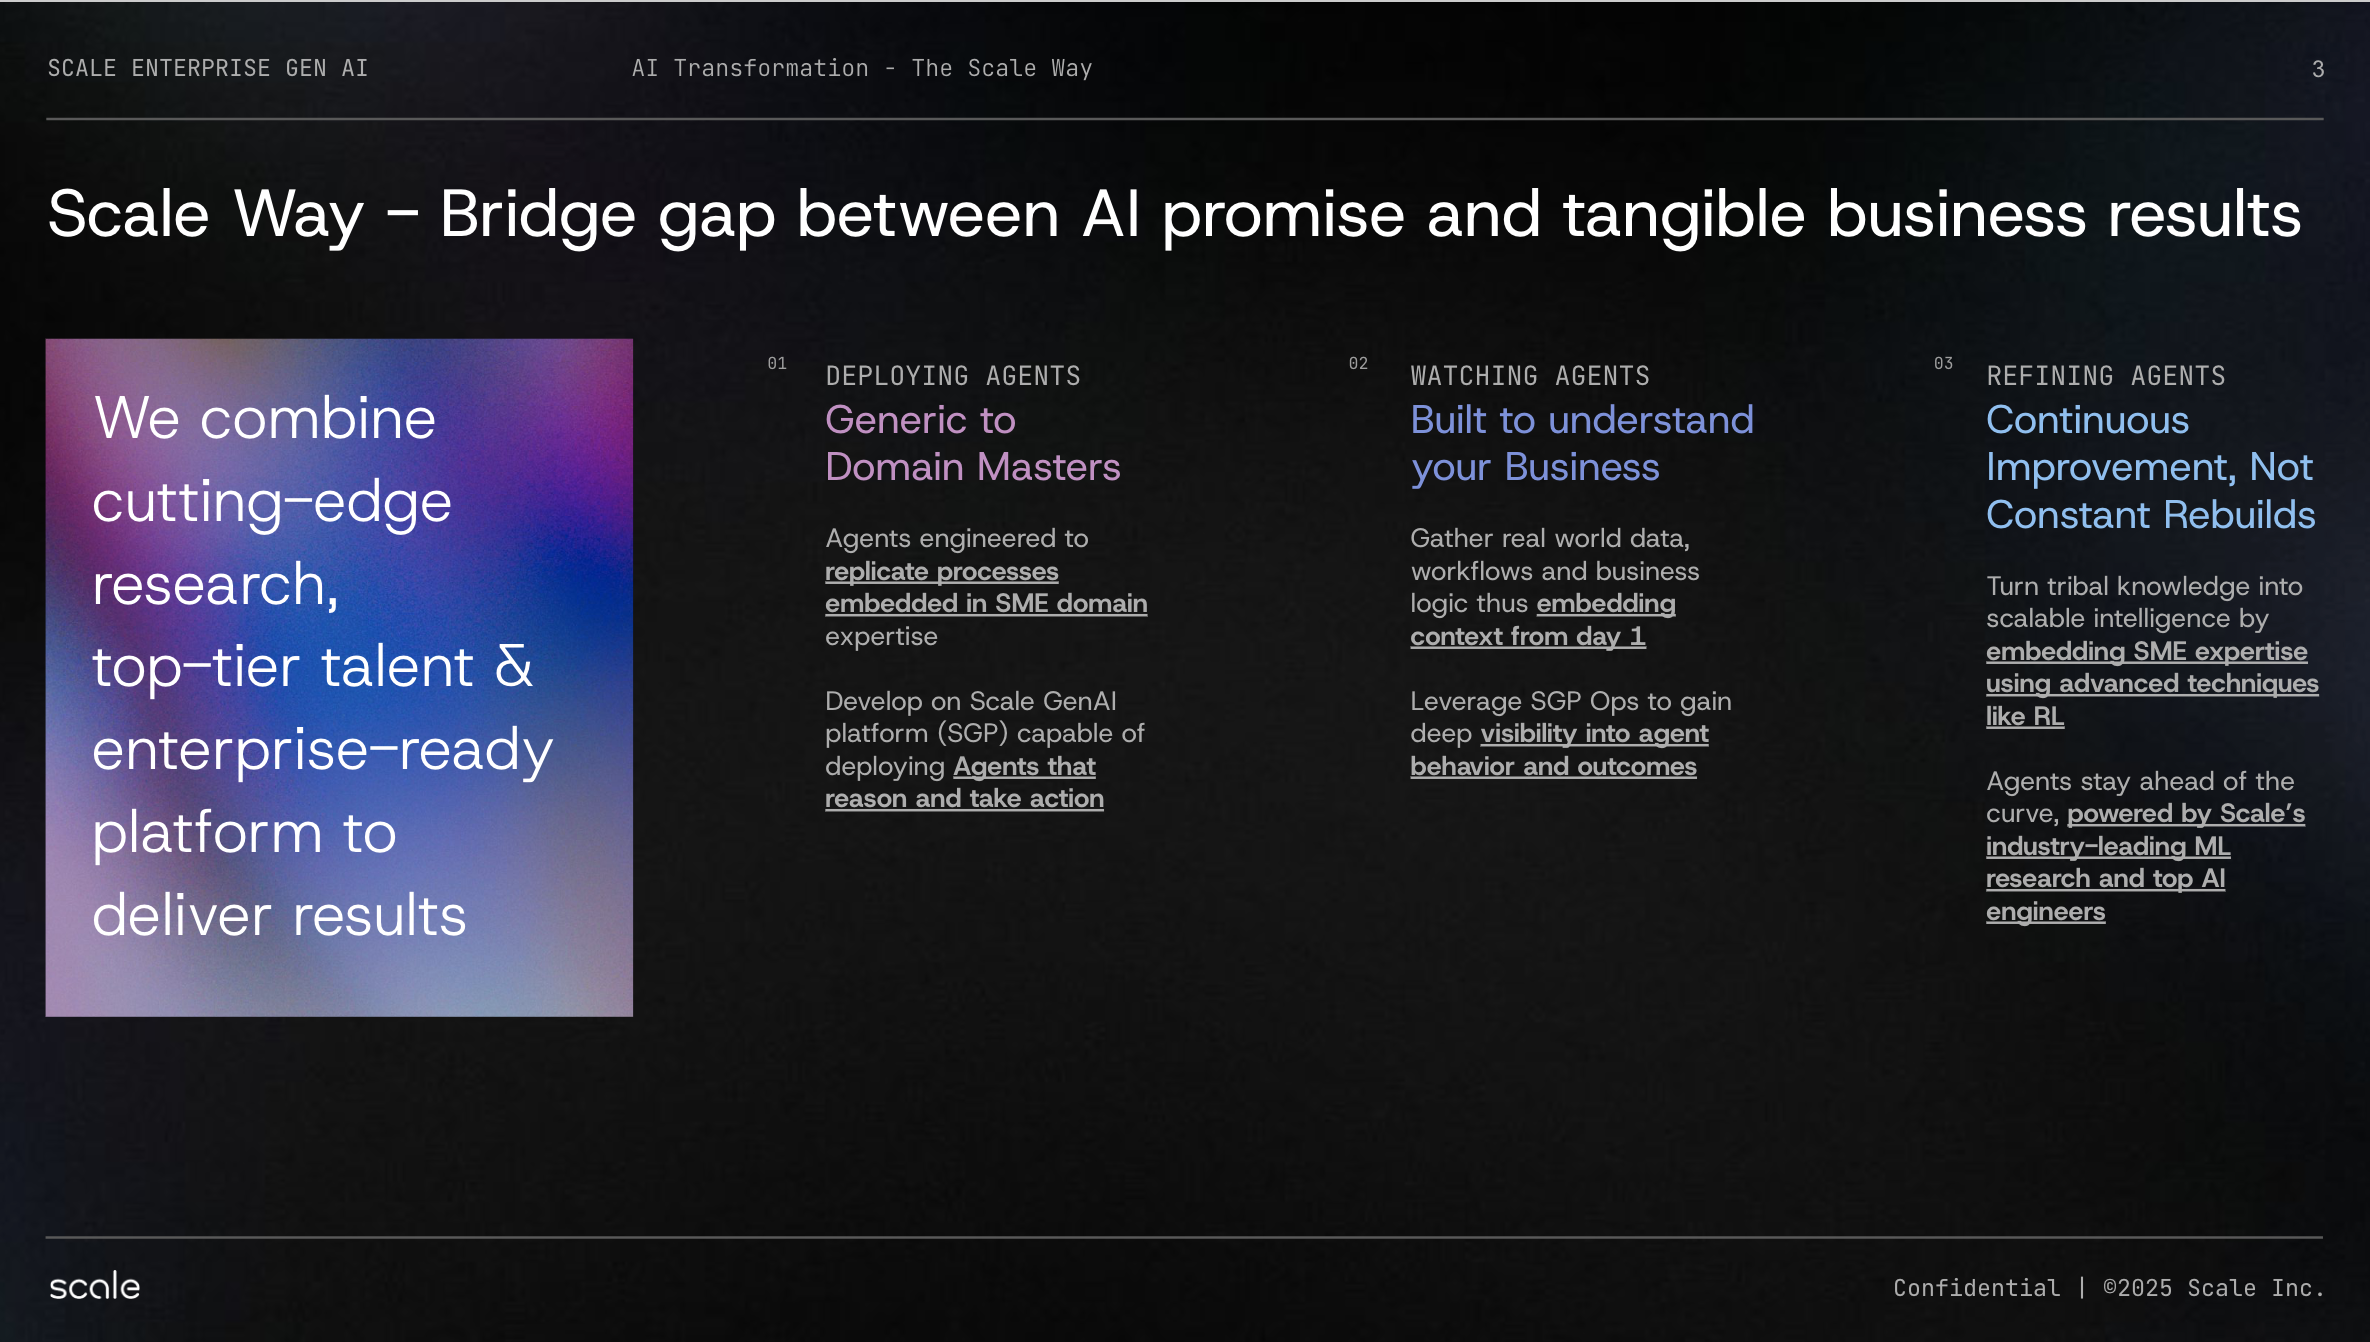 SCALE ENTERPRISE GEN AI
AI Transformation - The Scale Way
3
Scale Way – Bridge gap between AI promise and tangible business results
We combine
cutting-edge
research,
top-tier talent &
enterprise-ready
platform to
deliver results
01
DEPLOYING AGENTS
Generic to
Domain Masters
Agents engineered to
replicate processes
embedded in SME domain
expertise
Develop on Scale GenAI
platform (SGP) capable of
deploying Agents that
reason and take action
02
WATCHING AGENTS
Built to understand
your Business
Gather real world data,
workflows and business
logic thus embedding
context from day 1
Leverage SGP Ops to gain
deep visibility into agent
behavior and outcomes
03
REFINING AGENTS
Continuous
Improvement, Not
Constant Rebuilds
Turn tribal knowledge into
scalable intelligence by
embedding SME expertise
using advanced techniques
like RL
Agents stay ahead of the
curve, powered by Scale’s
industry-leading ML
research and top AI
engineers
scale
Confidential | ©2025 Scale Inc.